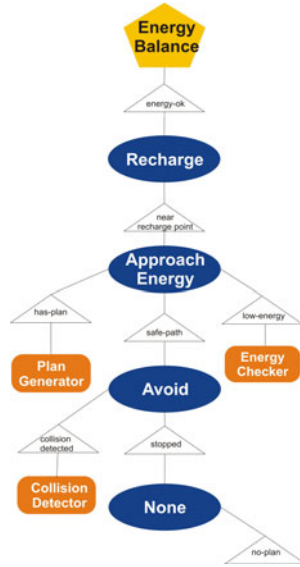 Energy
Balance
energy-ok
Recharge
near
recharge point
Approach
Energy
has-plan
low-energy
safe-path
Plan
Generator
Energy
Checker
Avoid
collision
detected
stopped
Collision
Detector
None
no-plan